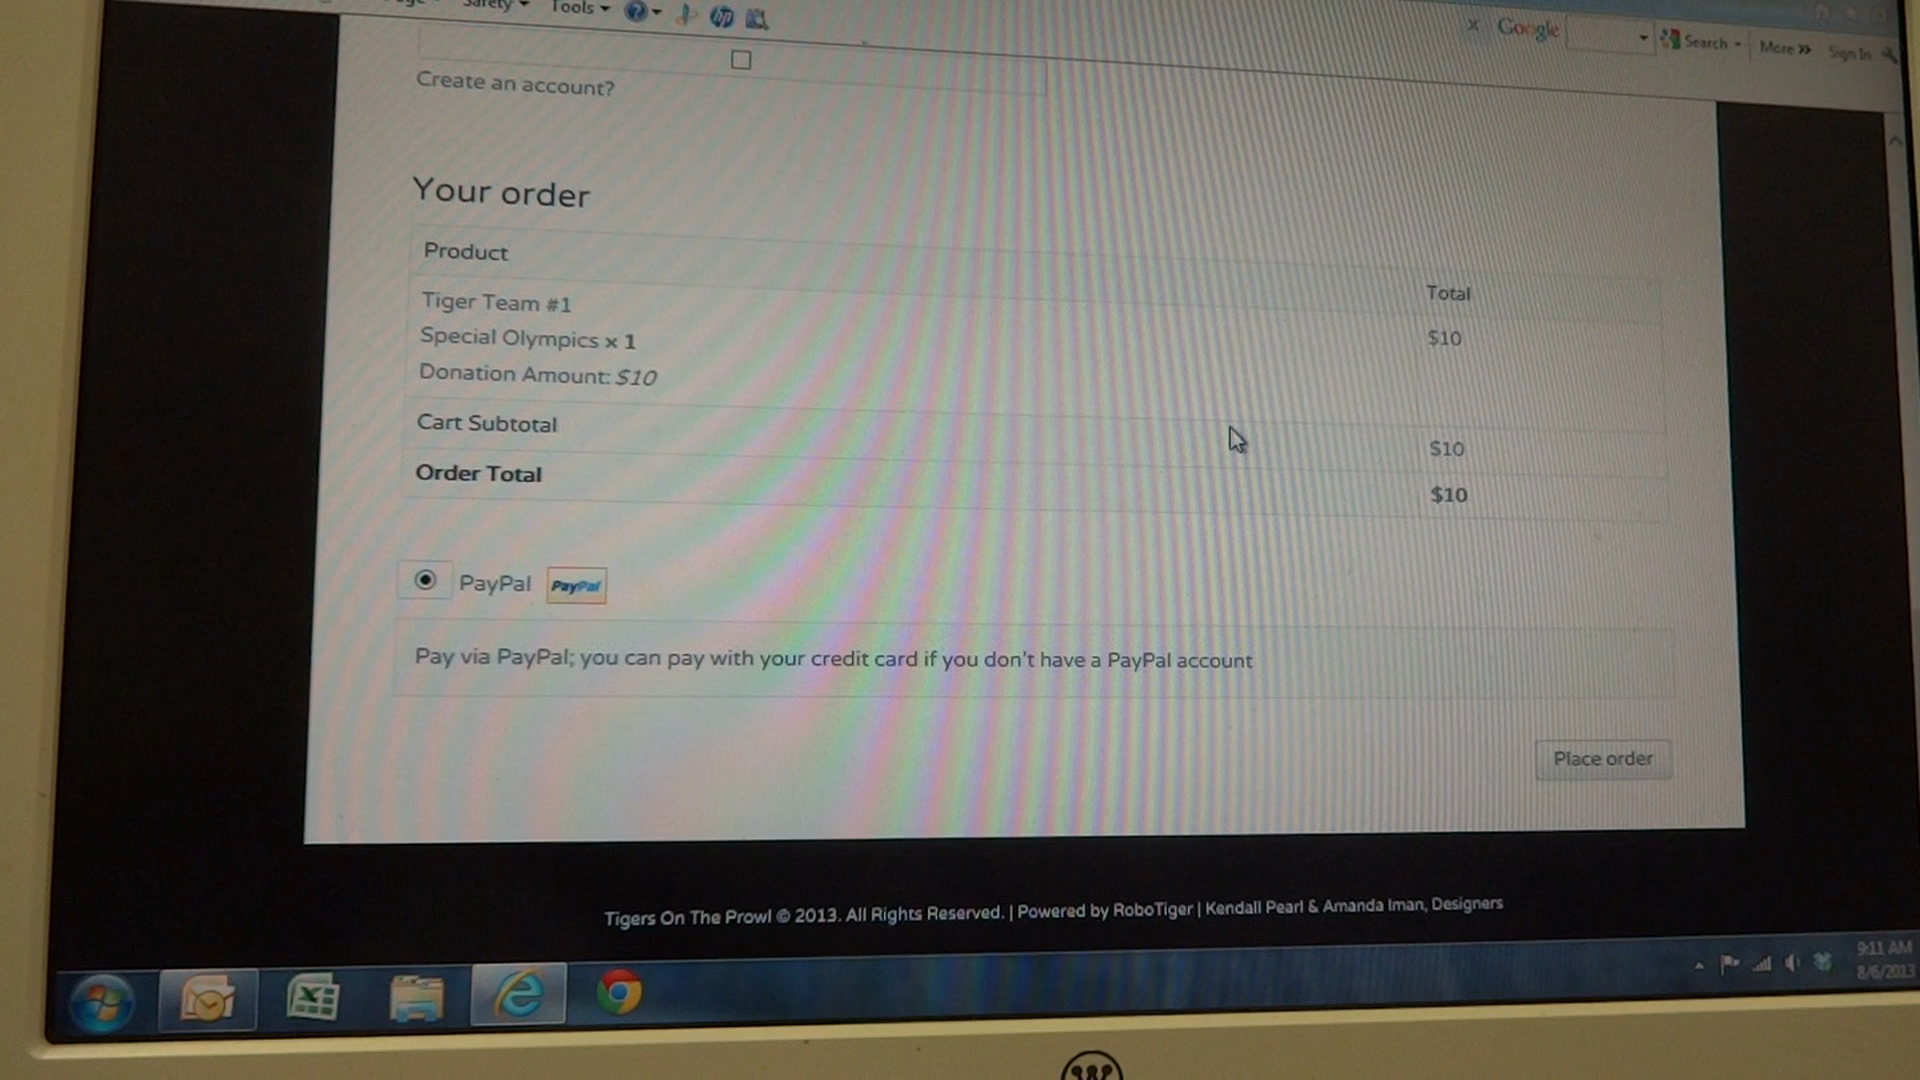 Safety
Tools
Google
Search
More »
Sign In
Create an account?
Your order
Product
Total
Tiger Team #1
Special Olympics × 1
$10
Donation Amount: $10
Cart Subtotal
$10
Order Total
$10
PayPal PayPal
Pay via PayPal; you can pay with your credit card if you don't have a PayPal account
Place order
Tigers On The Prowl © 2013. All Rights Reserved. | Powered by RoboTiger | Kendall Pearl & Amanda Iman, Designers
9:11 AM
8/6/2013